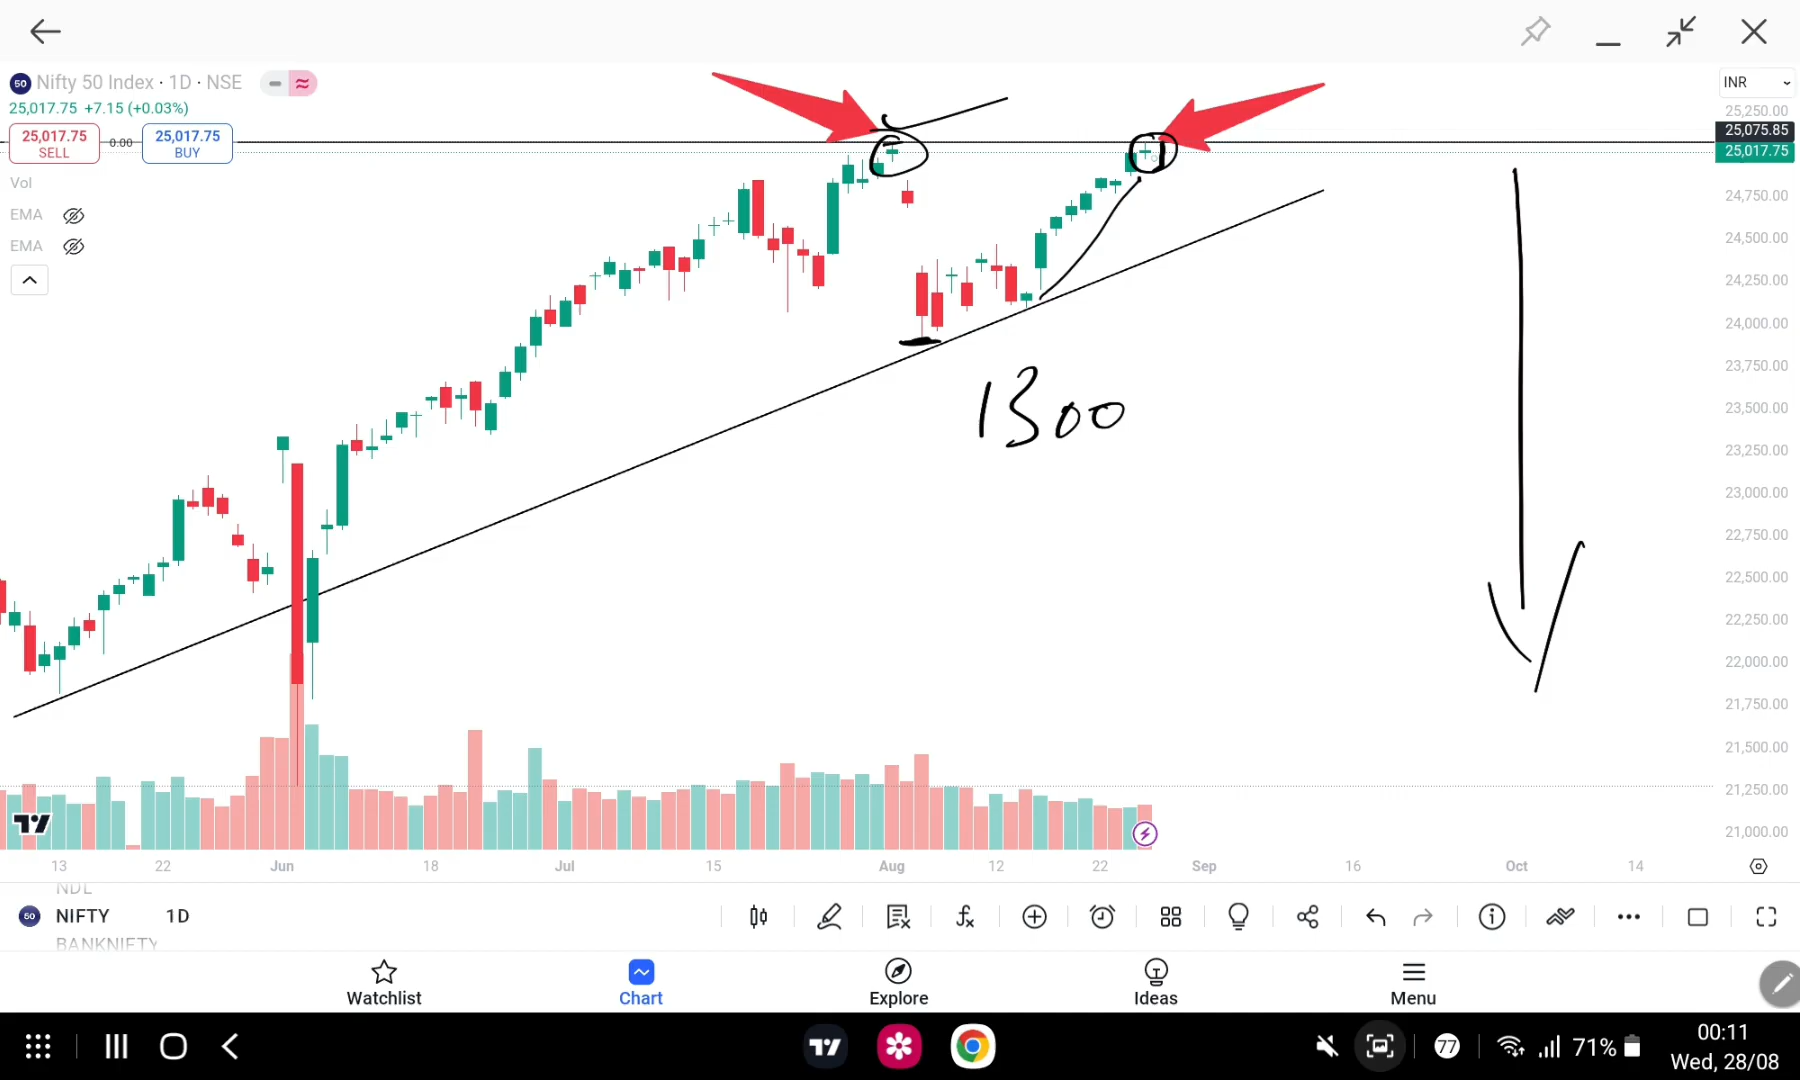 50 Nifty 50 Index · 1D · NSE
INR
25,017.75 +7.15 (+0.03%)
25,250.00
25,075.85
25,017.75 SELL
0.00
25,017.75 BUY
25,017.75
Vol
24,750.00
EMA
24,500.00
EMA
24,250.00
24,000.00
23,750.00
1300
23,500.00
23,250.00
23,000.00
22,750.00
22,500.00
22,250.00
22,000.00
21,750.00
21,500.00
21,250.00
21,000.00
13 22 Jun 18 Jul 15 Aug 12 22 Sep 16 Oct 14
NDL
50 NIFTY 1D
BANKNIFTY
Watchlist Chart Explore Ideas Menu
77 71% 00:11
Wed, 28/08